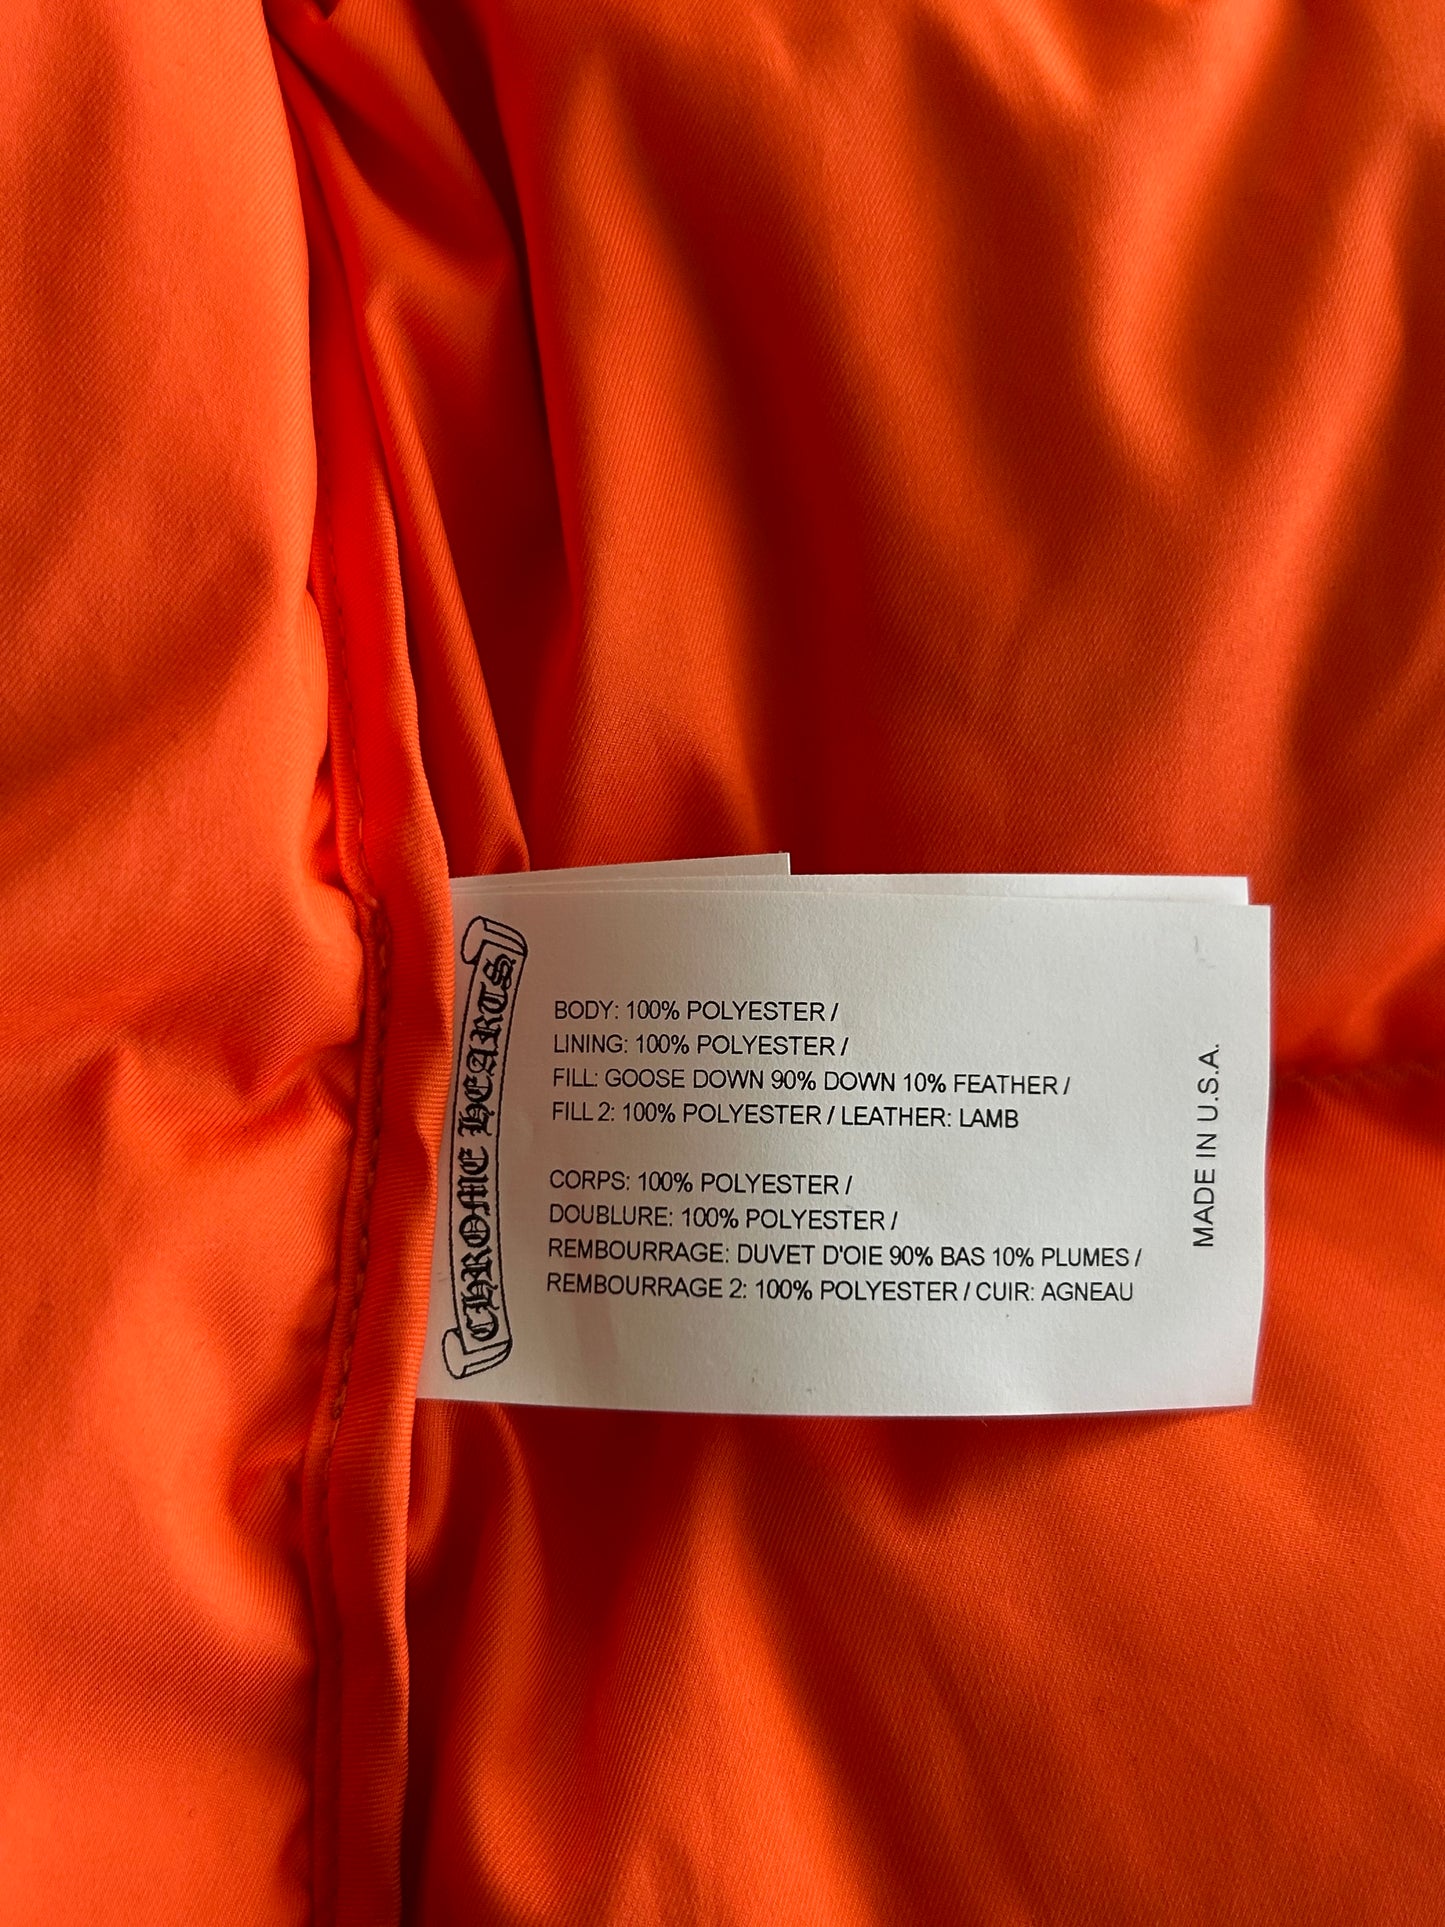 CHROME HEARTS
BODY: 100% POLYESTER /
LINING: 100% POLYESTER /
FILL: GOOSE DOWN 90% DOWN 10% FEATHER /
FILL 2: 100% POLYESTER / LEATHER: LAMB
CORPS: 100% POLYESTER /
DOUBLURE: 100% POLYESTER /
REMBOURRAGE: DUVET D'OIE 90% BAS 10% PLUMES /
REMBOURRAGE 2: 100% POLYESTER / CUIR: AGNEAU
MADE IN U.S.A.